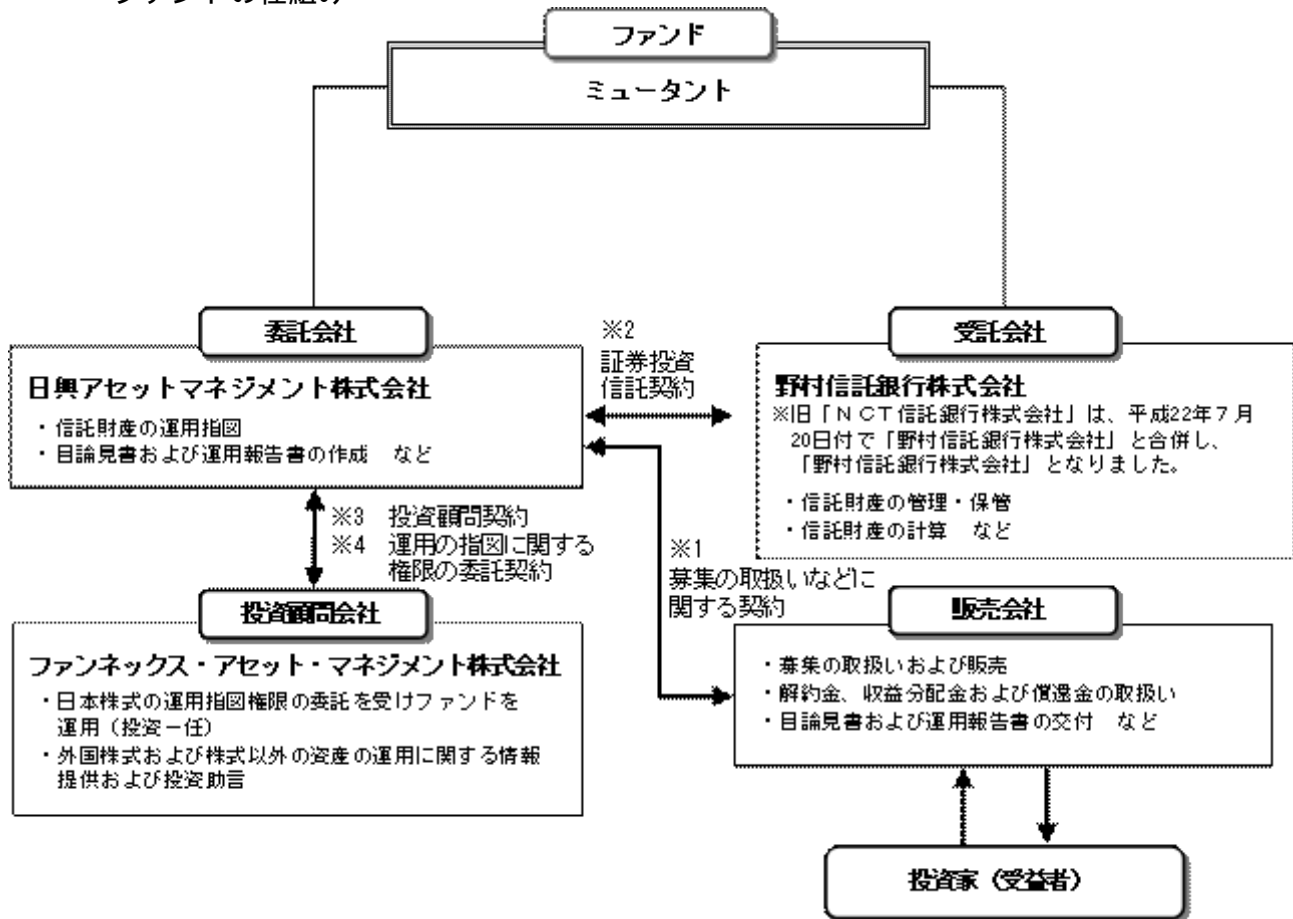 ファンドの仕組み
ファンド
ミュータント
委託会社
日興アセットマネジメント株式会社
・信託財産の運用指図
・目論見書および運用報告書の作成 など
※2
証券投資
信託契約
受託会社
野村信託銀行株式会社
※旧「NCT信託銀行株式会社」は、平成22年7月
20日付で「野村信託銀行株式会社」と合併し、
「野村信託銀行株式会社」となりました。
・信託財産の管理・保管
・信託財産の計算 など
※3 投資顧問契約
※4 運用の指図に関する
権限の委託契約
※1
募集の取扱いなどに
関する契約
投資顧問会社
ファンネックス・アセット・マネジメント株式会社
・日本株式の運用指図権限の委託を受けファンドを
運用（投資一任）
・外国株式および株式以外の資産の運用に関する情報
提供および投資助言
販売会社
・募集の取扱いおよび販売
・解約金、収益分配金および償還金の取扱い
・目論見書および運用報告書の交付 など
投資家（受益者）